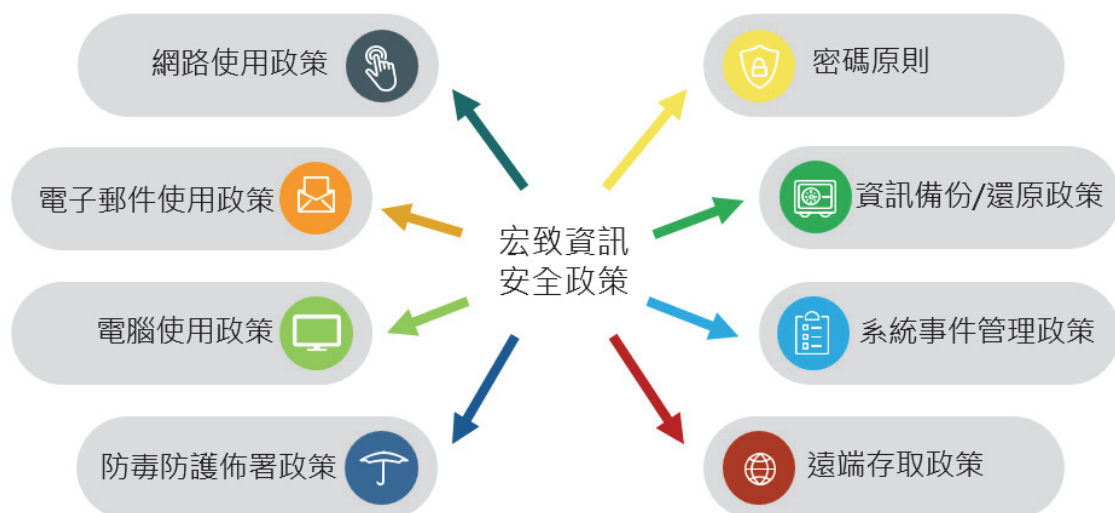 網路使用政策
密碼原則
電子郵件使用政策
資訊備份/還原政策
宏致資訊
安全政策
電腦使用政策
系統事件管理政策
防毒防護佈署政策
遠端存取政策